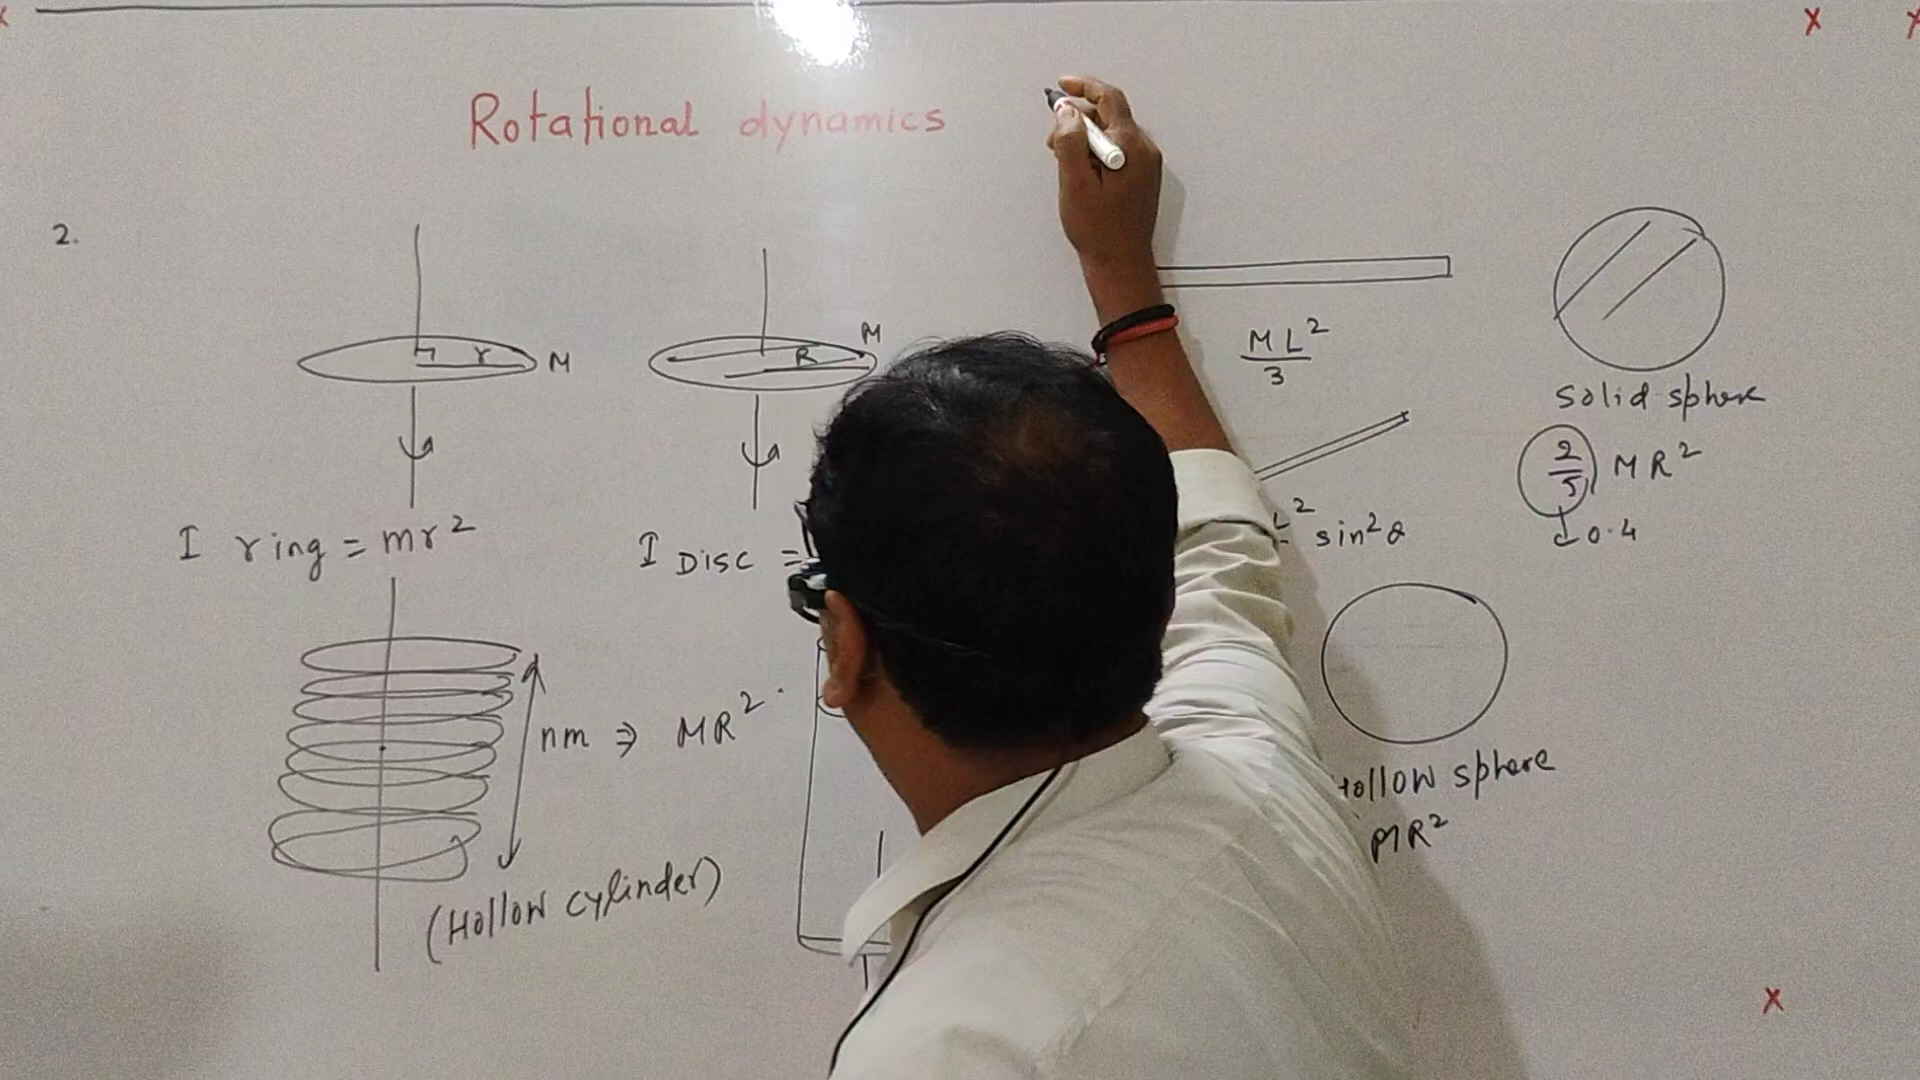 Rotational dynamics
2.
r M
I ring = mr²
R M
I DISC =
ML²
3
L² sin²θ
solid sphere
2/5 MR²
0.4
nm ⇒ MR²
(Hollow cylinder)
Hollow sphere
MR²
x
x
x